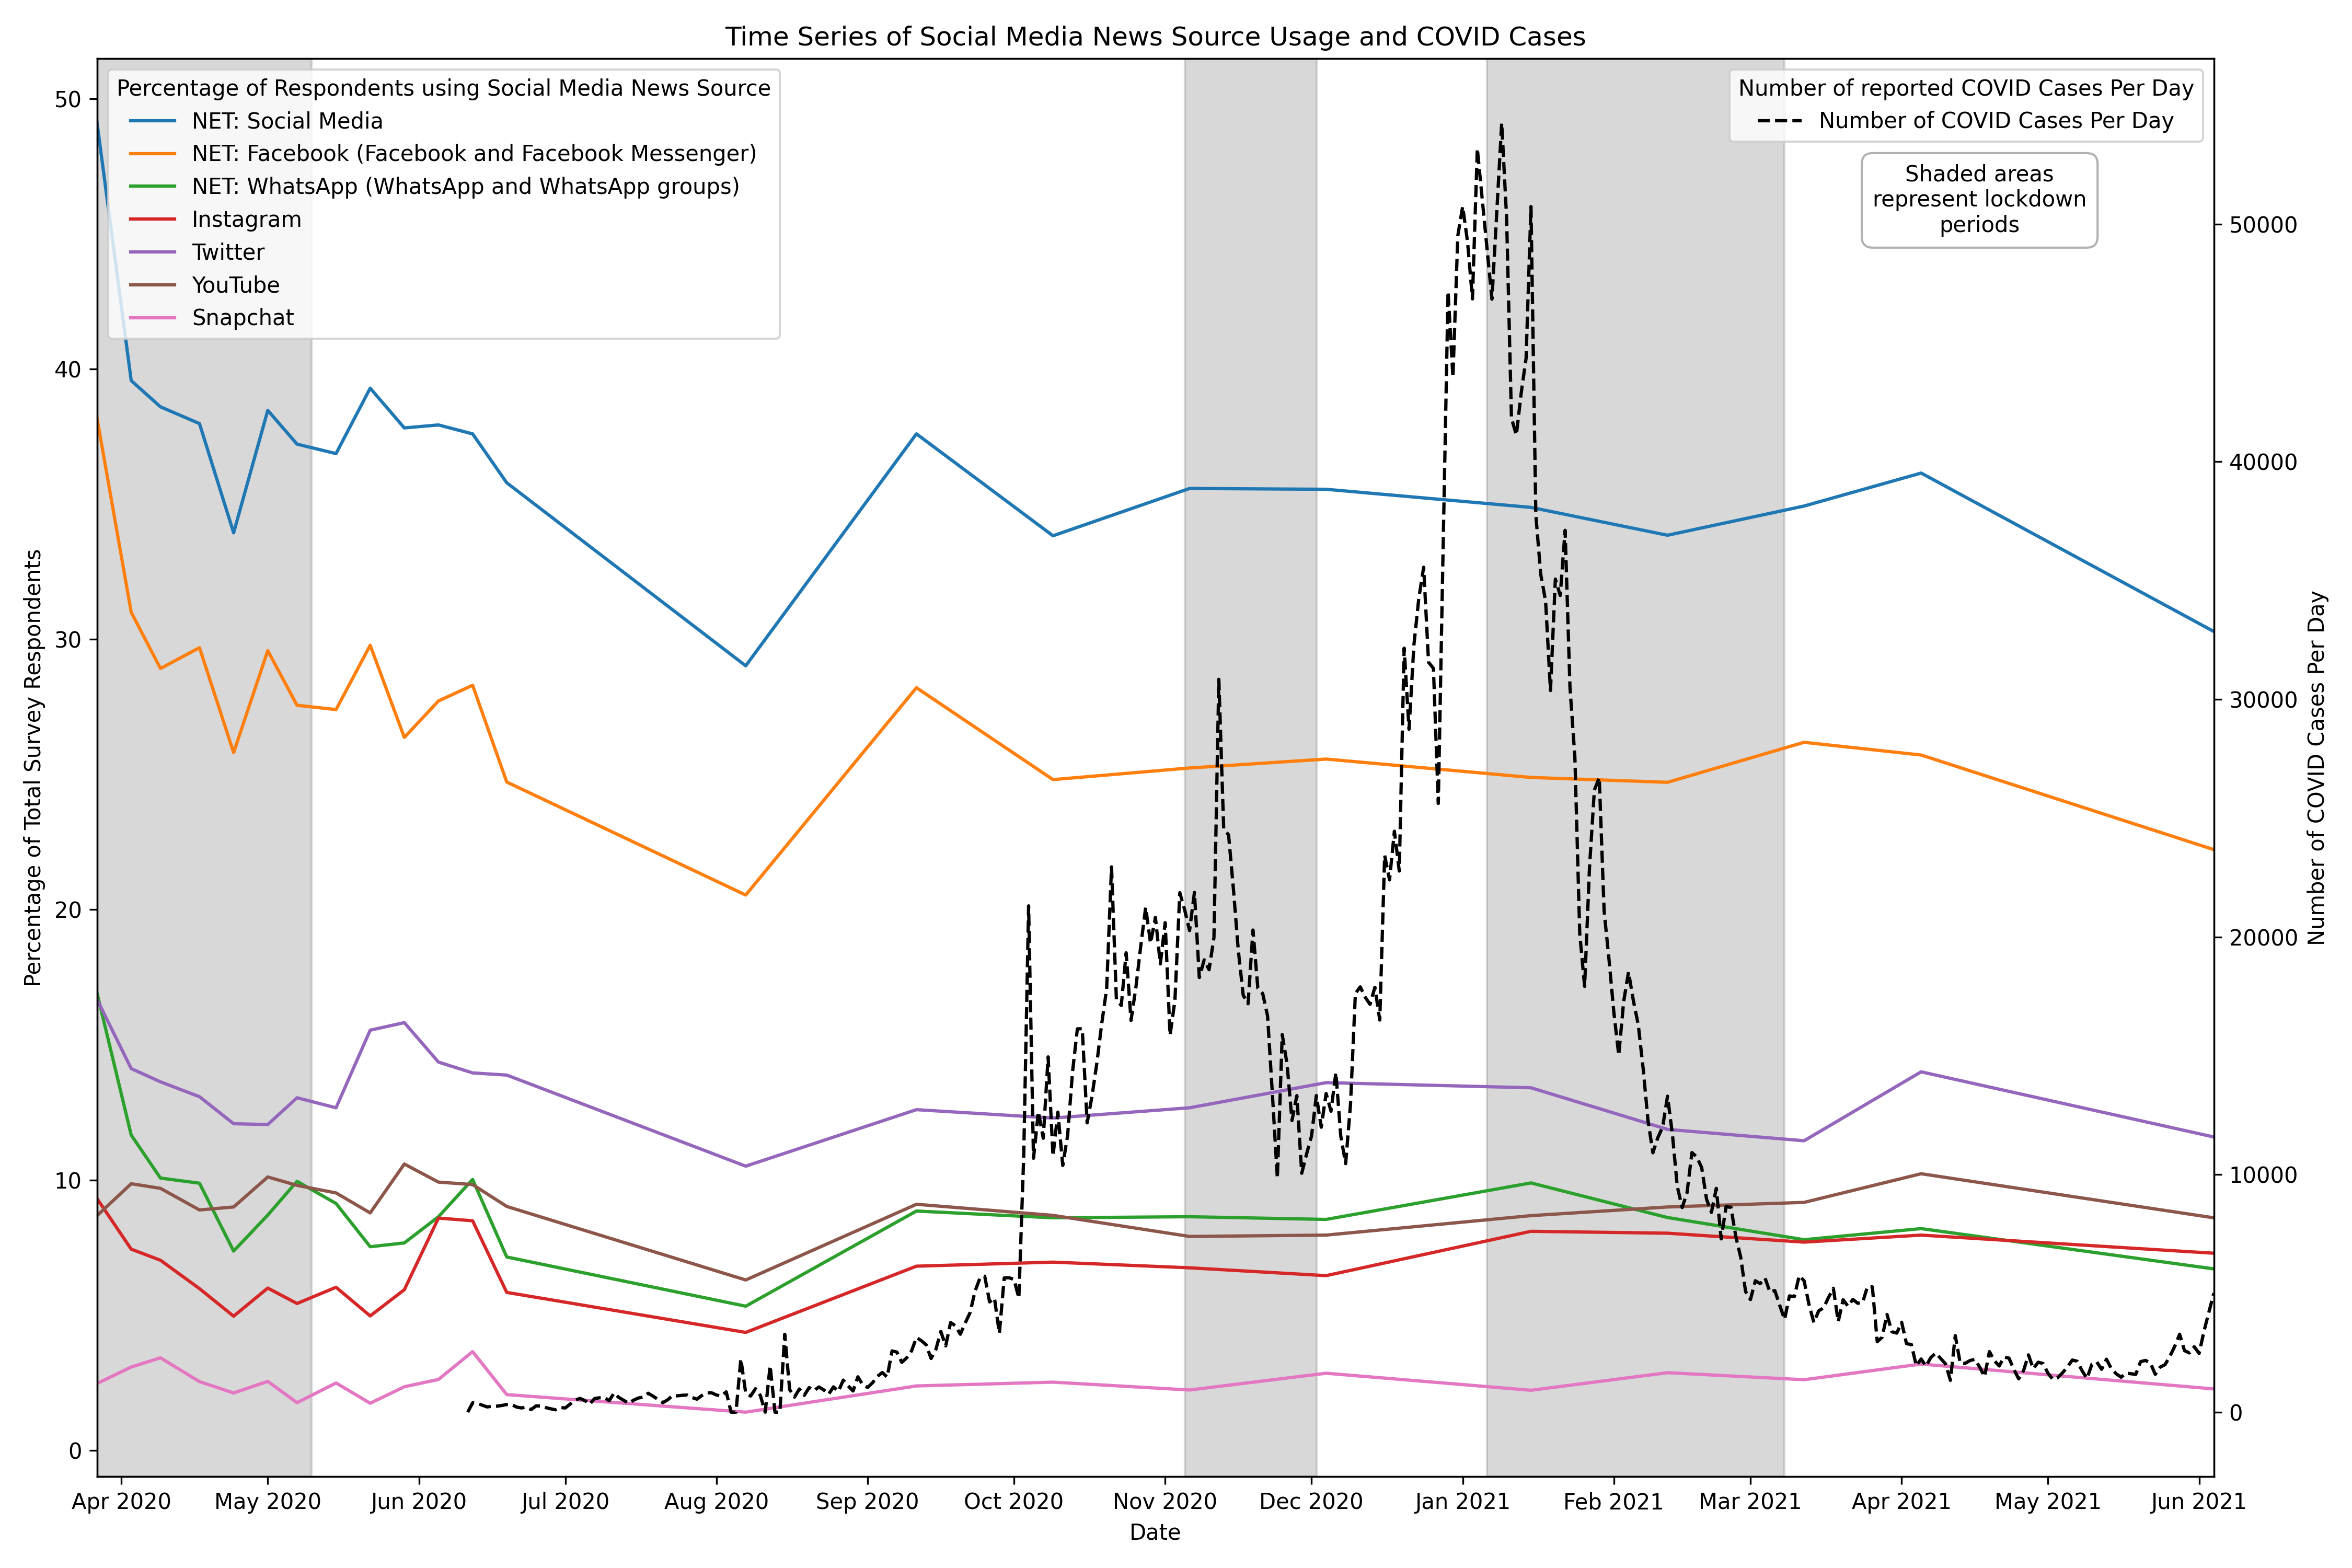 Time Series of Social Media News Source Usage and COVID Cases
Percentage of Respondents using Social Media News Source
NET: Social Media
NET: Facebook (Facebook and Facebook Messenger)
NET: WhatsApp (WhatsApp and WhatsApp groups)
Instagram
Twitter
YouTube
Snapchat
Number of reported COVID Cases Per Day
Number of COVID Cases Per Day
Shaded areas
represent lockdown
periods
Percentage of Total Survey Respondents
50
40
30
20
10
0
Number of COVID Cases Per Day
50000
40000
30000
20000
10000
0
Apr 2020 May 2020 Jun 2020 Jul 2020 Aug 2020 Sep 2020 Oct 2020 Nov 2020 Dec 2020 Jan 2021 Feb 2021 Mar 2021 Apr 2021 May 2021 Jun 2021
Date